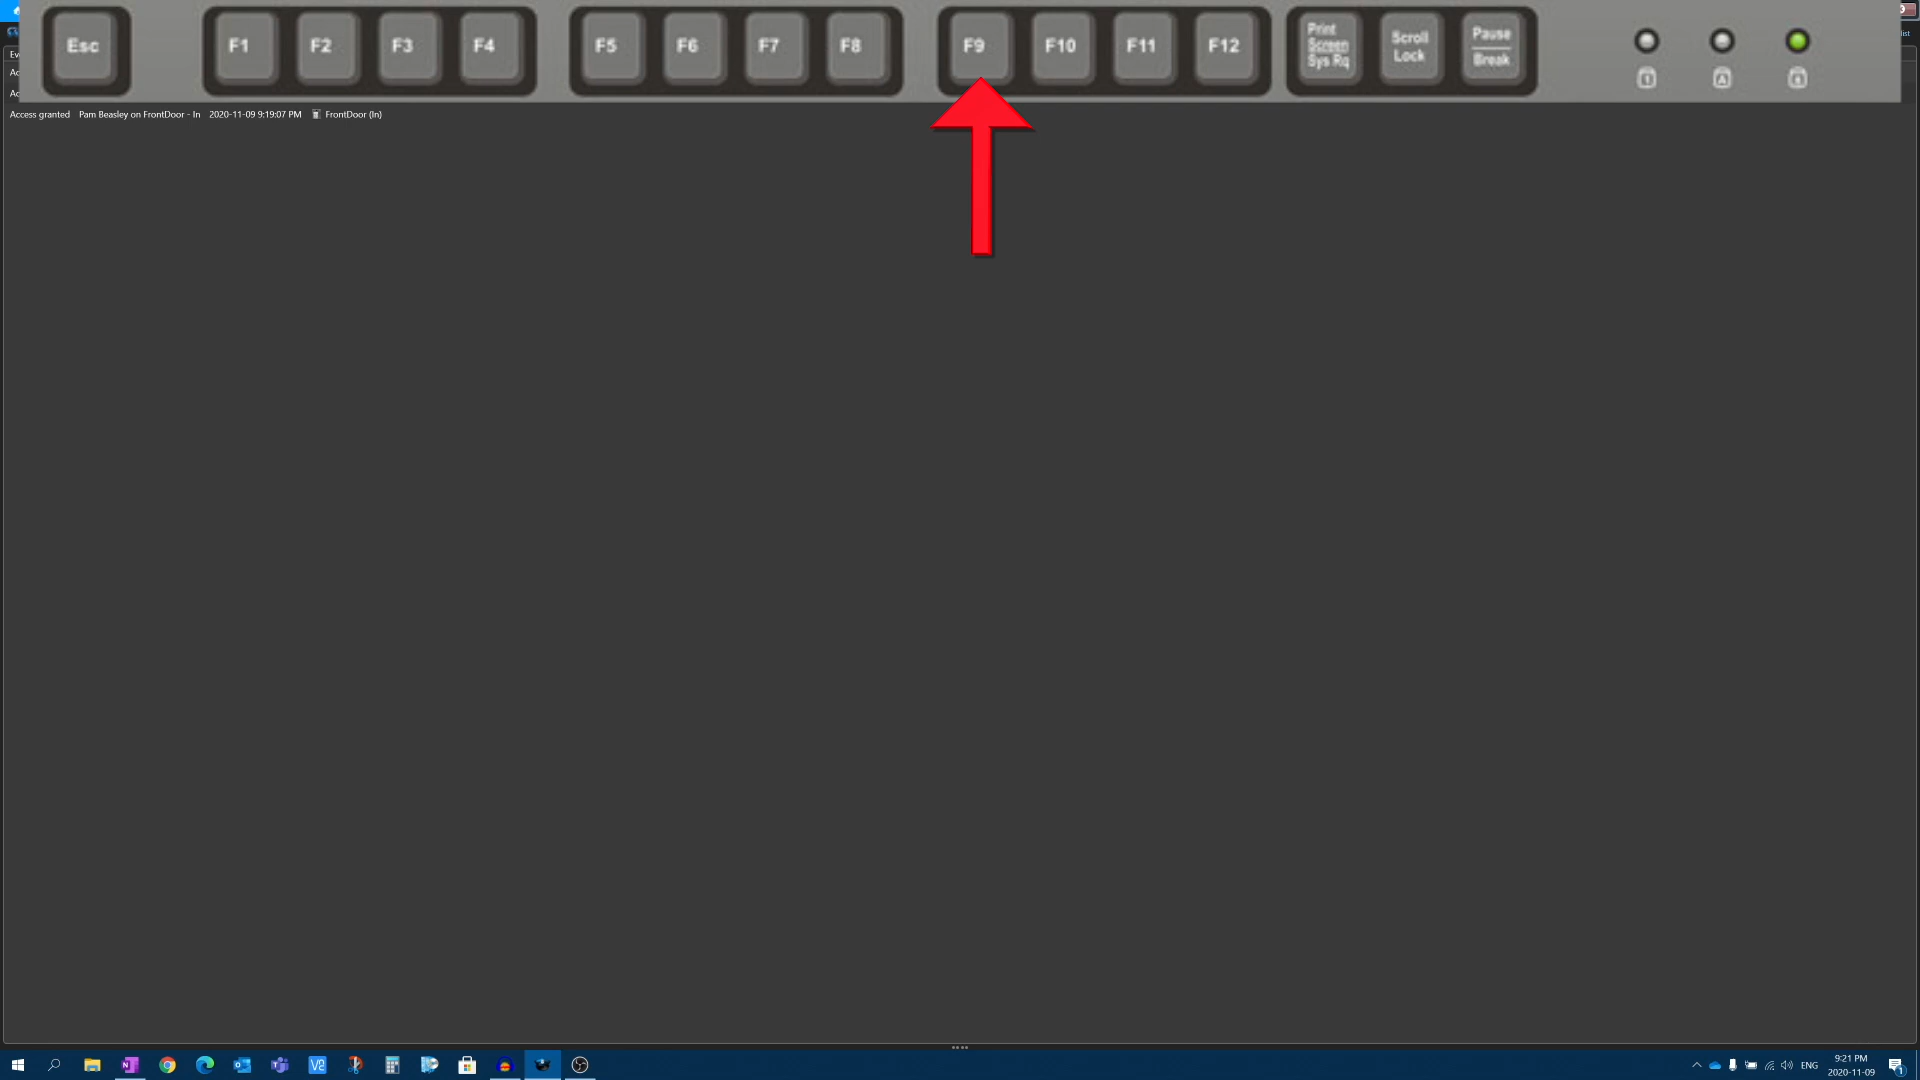 Esc F1 F2 F3 F4 F5 F6 F7 F8 F9 F10 F11 F12 Print Screen Sys Rq Scroll Lock Pause Break
1 A
Access granted Pam Beasley on FrontDoor - In 2020-11-09 9:19:07 PM FrontDoor (In)
ENG 9:21 PM
2020-11-09